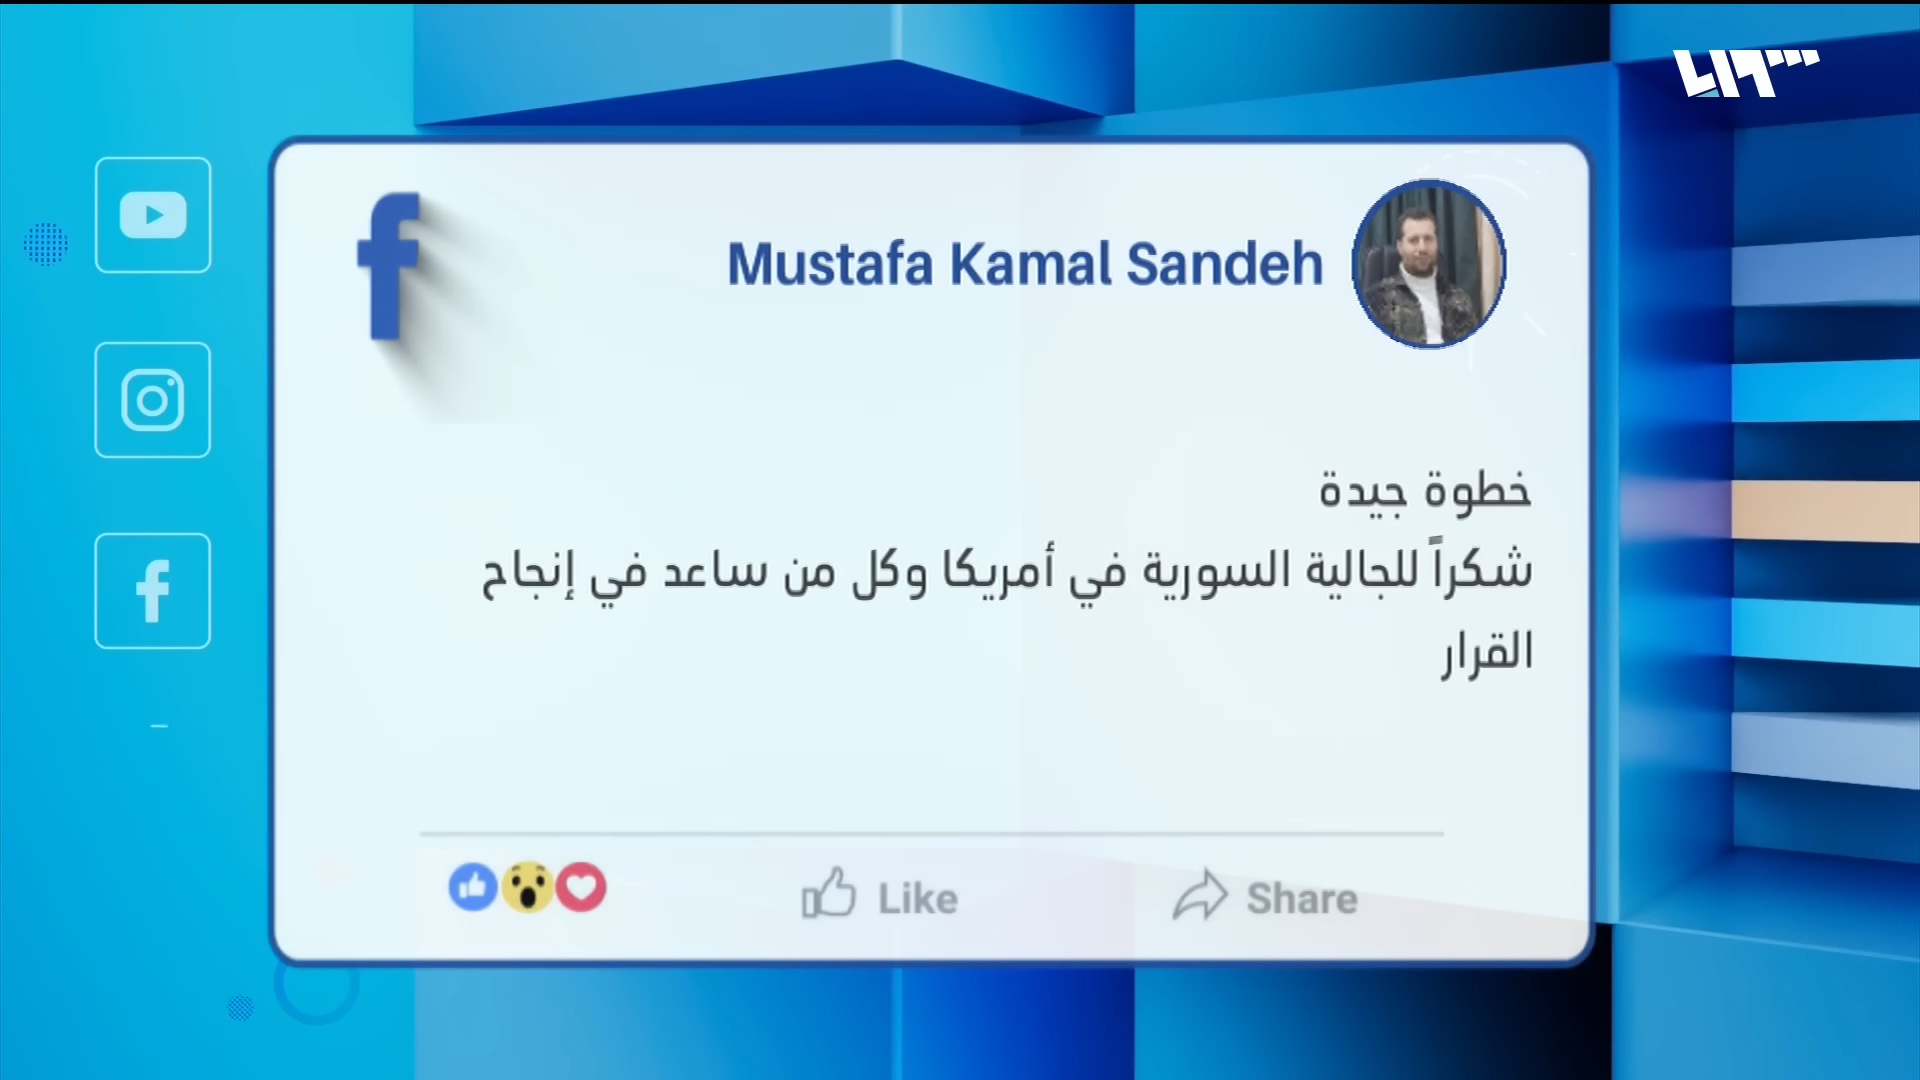 Mustafa Kamal Sandeh
خطوة جيدة
شكراً للجالية السورية في أمريكا وكل من ساعد في إنجاح
القرار
Like
Share